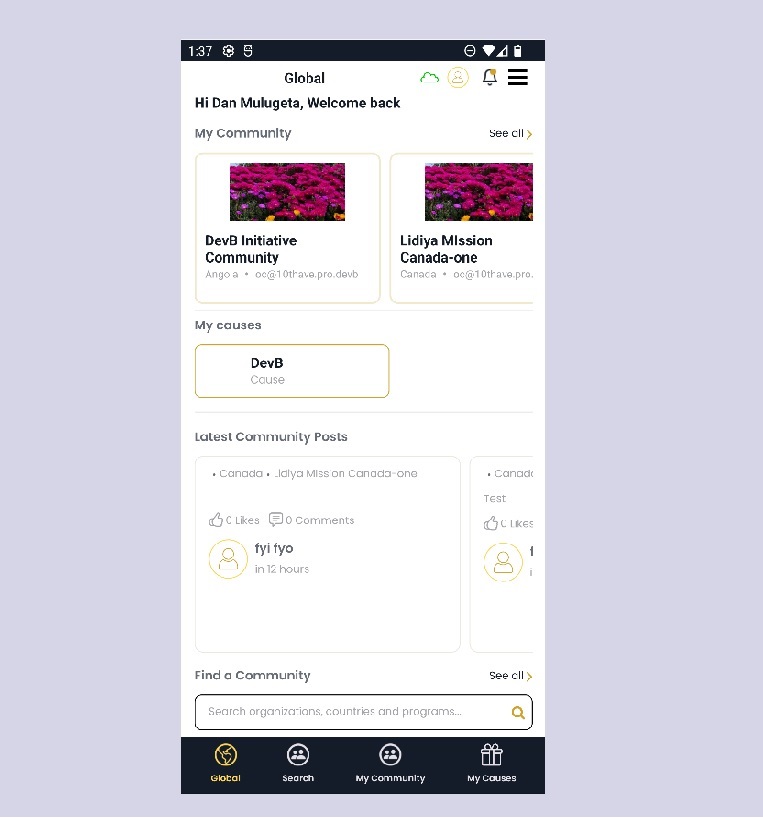 1:37
Global
Hi Dan Mulugeta, Welcome back
My Community
See all
DevB Initiative
Community
Angola • oc@10thave.pro.devb
Lidiya MIssion
Canada-one
Canada • oc@10thave.pro.
My causes
DevB
Cause
Latest Community Posts
• Canada • Lidiya Mission Canada-one
0 Likes 0 Comments
fyi fyo
in 12 hours
• Canada
Test
0 Likes
Find a Community
See all
Search organizations, countries and programs...
Global
Search
My Community
My Causes